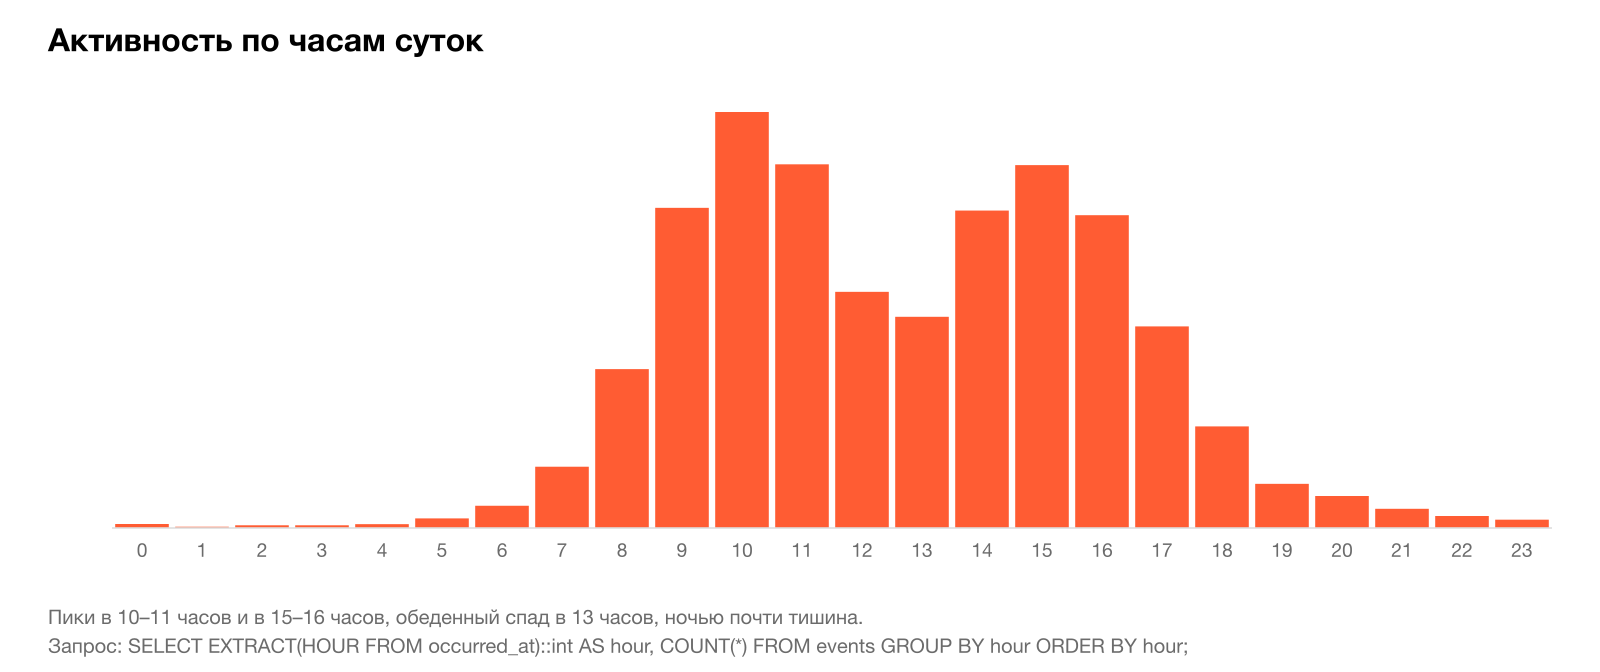 Активность по часам суток
0 1 2 3 4 5 6 7 8 9 10 11 12 13 14 15 16 17 18 19 20 21 22 23
Пики в 10–11 часов и в 15–16 часов, обеденный спад в 13 часов, ночью почти тишина.
Запрос: SELECT EXTRACT(HOUR FROM occurred_at)::int AS hour, COUNT(*) FROM events GROUP BY hour ORDER BY hour;